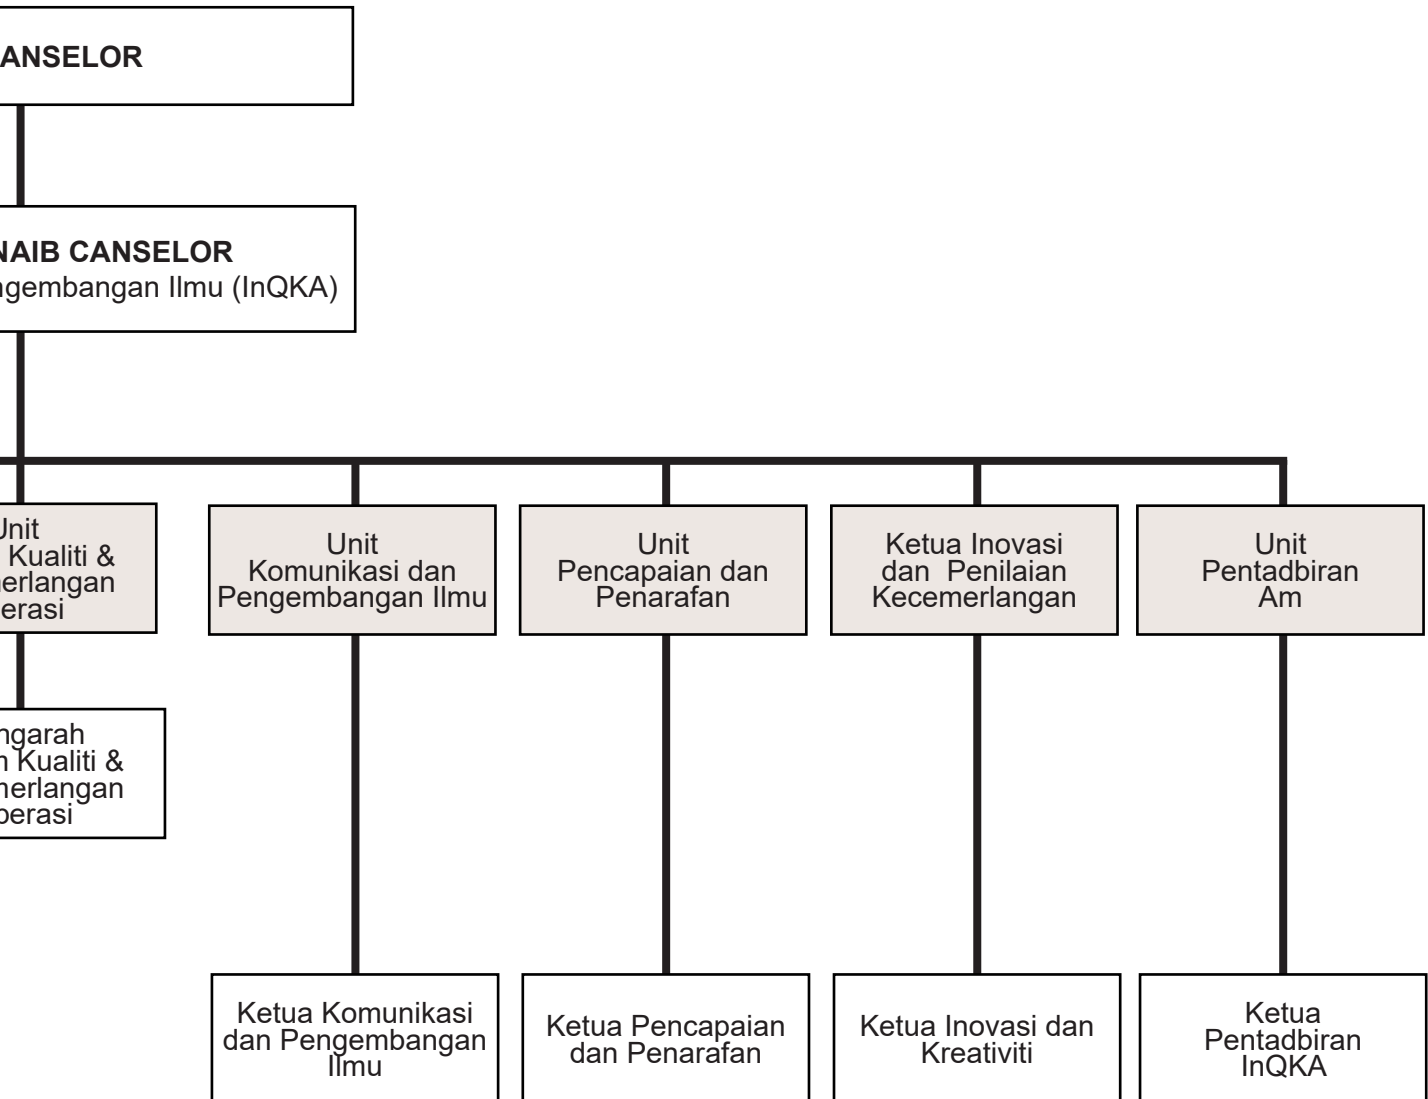 ANSELOR
NAIB CANSELOR
ngembangan Ilmu (InQKA)
Unit
Kualiti &
erlangan
erasi
Unit
Komunikasi dan
Pengembangan Ilmu
Unit
Pencapaian dan
Penarafan
Ketua Inovasi
dan Penilaian
Kecemerlangan
Unit
Pentadbiran
Am
ngarah
Kualiti &
erlangan
erasi
Ketua Komunikasi
dan Pengembangan
Ilmu
Ketua Pencapaian
dan Penarafan
Ketua Inovasi dan
Kreativiti
Ketua
Pentadbiran
InQKA